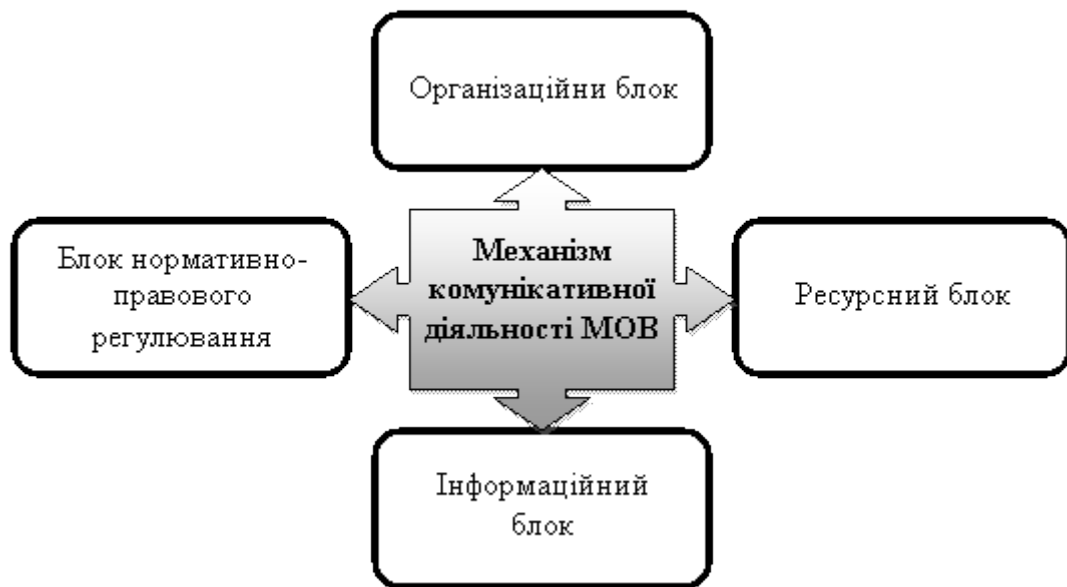 Організаційни блок
Блок нормативно-
правового
регулювання
Механізм
комунікативної
діяльності МОВ
Ресурсний блок
Інформаційний
блок